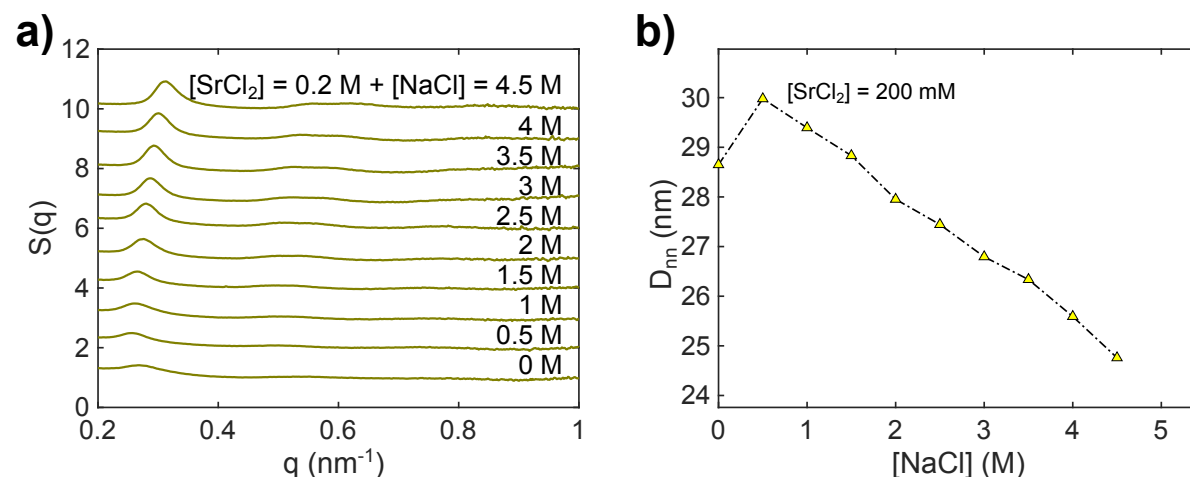 a)
12
10
8
6
4
2
0
S(q)
[SrCl₂] = 0.2 M + [NaCl] = 4.5 M
4 M
3.5 M
3 M
2.5 M
2 M
1.5 M
1 M
0.5 M
0 M
0.2 0.4 0.6 0.8 1
q (nm⁻¹)
b)
30
29
28
27
26
25
24
Dₙₙ (nm)
[SrCl₂] = 200 mM
0 1 2 3 4 5
[NaCl] (M)